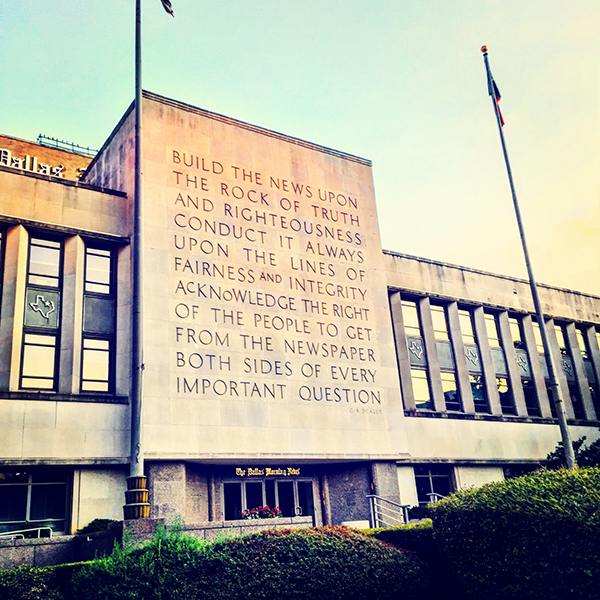 Dallas
BUILD THE NEWS UPON
THE ROCK OF TRUTH
AND RIGHTEOUSNESS
CONDUCT IT ALWAYS
UPON THE LINES OF
FAIRNESS AND INTEGRITY
ACKNOWLEDGE THE RIGHT
OF THE PEOPLE TO GET
FROM THE NEWSPAPER
BOTH SIDES OF EVERY
IMPORTANT QUESTION
G. B. DEALEY
The Dallas Morning News